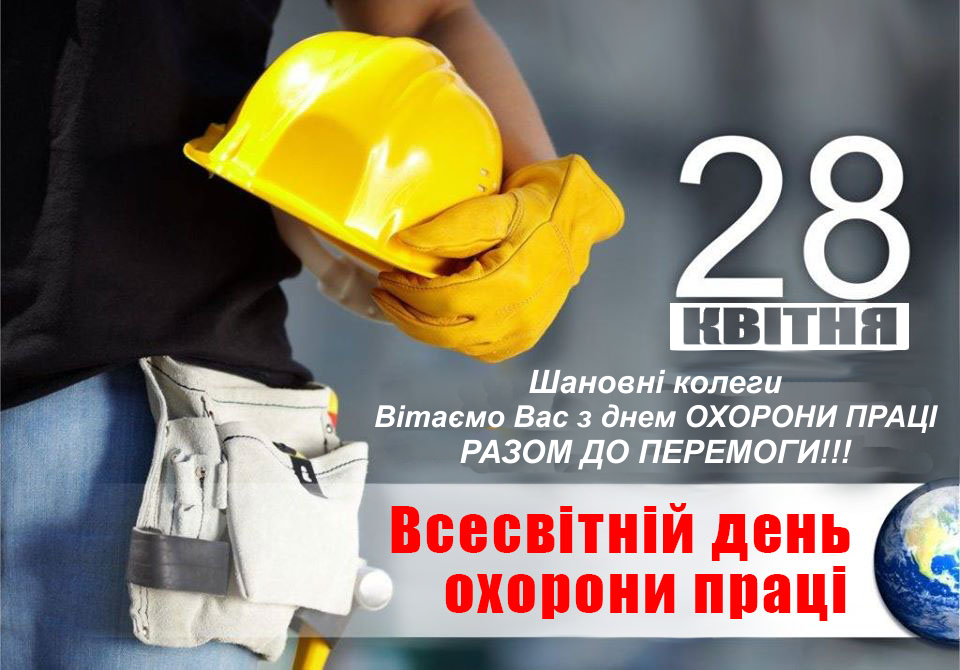 28
КВІТНЯ
Шановні колеги
Вітаємо Вас з днем ОХОРОНИ ПРАЦІ
РАЗОМ ДО ПЕРЕМОГИ!!!
Всесвітній день
охорони праці